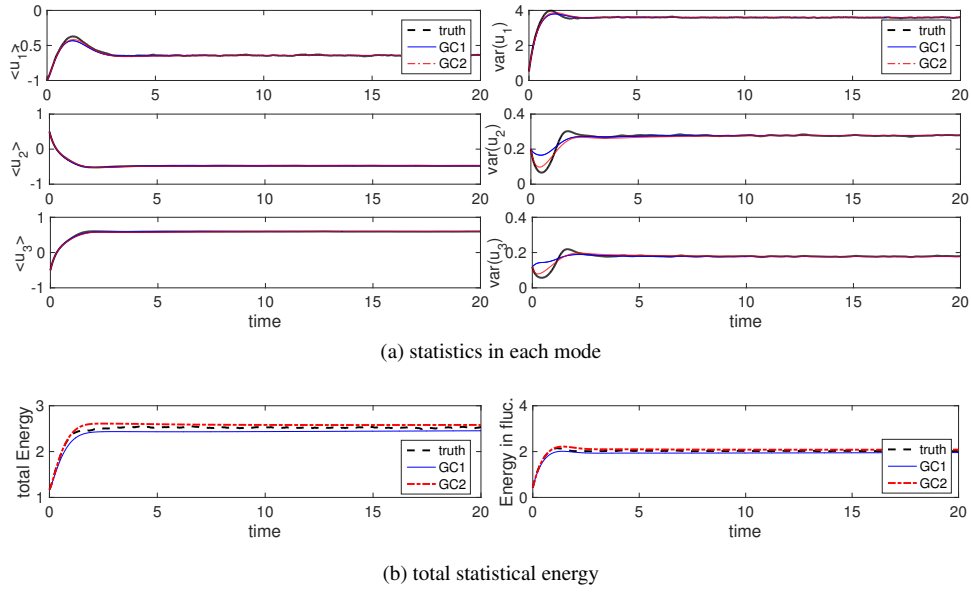 0
-0.5
-1
<u₁>
0 5 10 15 20
truth
GC1
GC2
4
2
0
var(u₁)
0 5 10 15 20
truth
GC1
GC2
1
0
-1
<u₂>
0 5 10 15 20
0.4
0.2
0
var(u₂)
0 5 10 15 20
1
0
-1
<u₃>
0 5 10 15 20
time
0.4
0.2
0
var(u₃)
0 5 10 15 20
time
(a) statistics in each mode
3
2
1
total Energy
0 5 10 15 20
time
truth
GC1
GC2
4
2
0
Energy in fluc.
0 5 10 15 20
time
truth
GC1
GC2
(b) total statistical energy